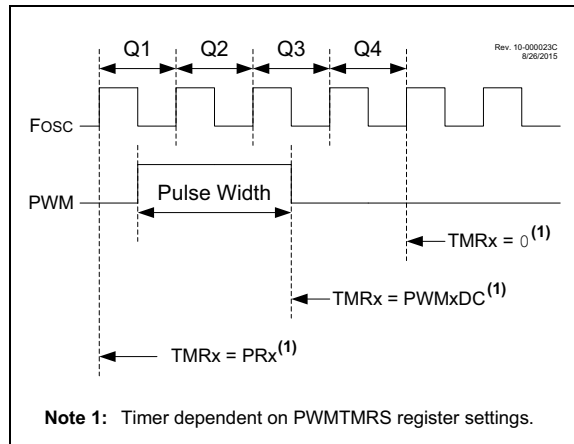 Q1 Q2 Q3 Q4
Rev. 10-000023C
8/26/2015
FOSC
Pulse Width
PWM
TMRx = 0(1)
TMRx = PWMxDC(1)
TMRx = PRx(1)
Note 1: Timer dependent on PWMTMRS register settings.